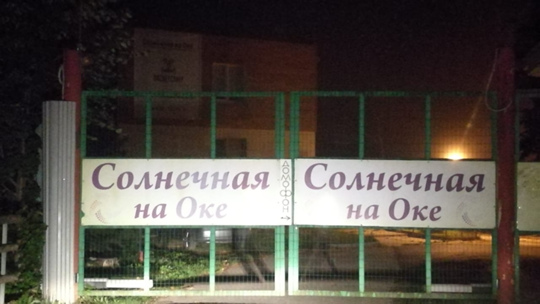 Солнечная
на Оке
ДОМОФОН
Солнечная
на Оке